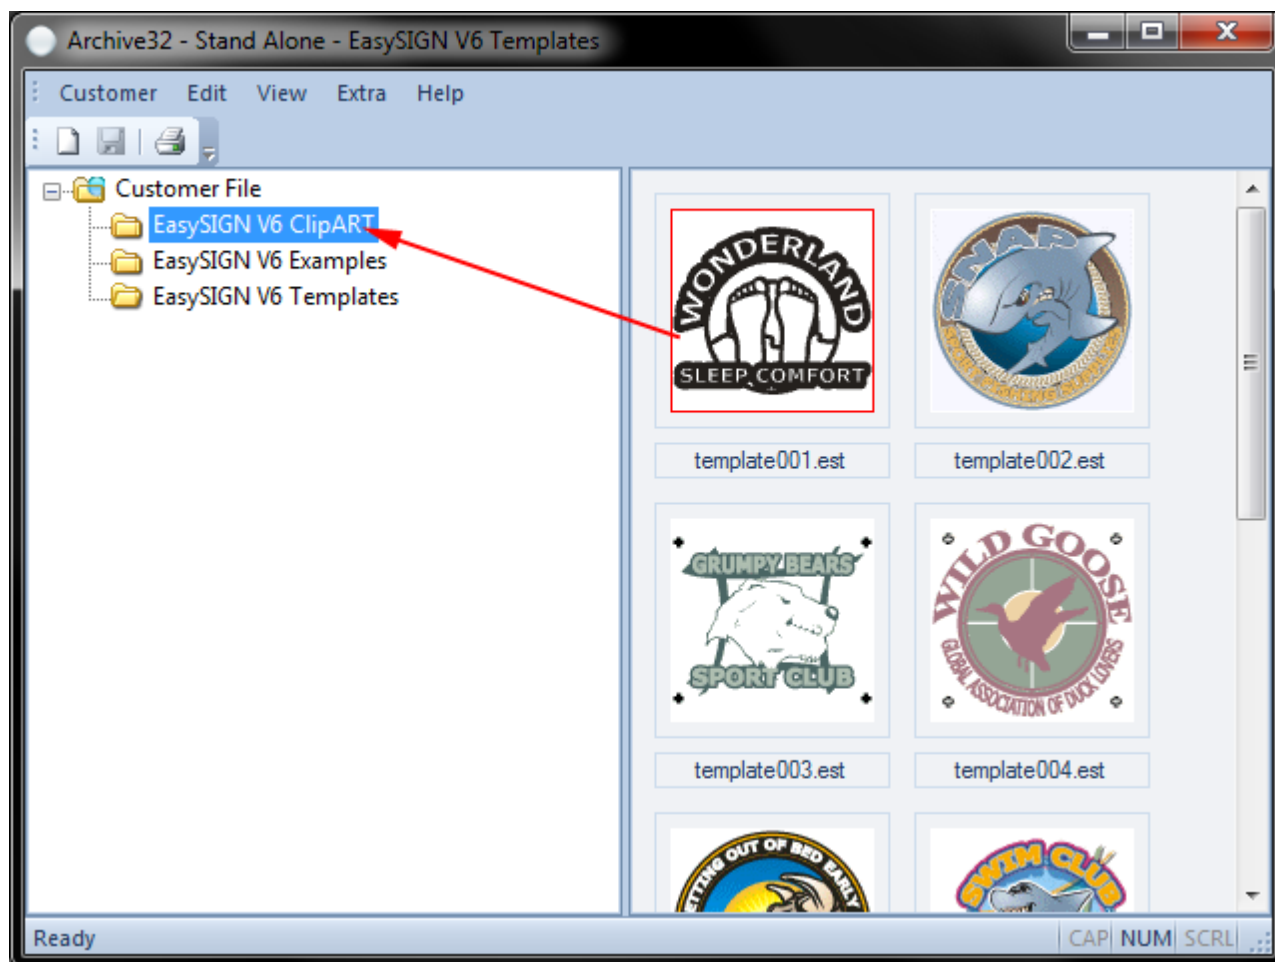 Archive32 - Stand Alone - EasySIGN V6 Templates
Customer Edit View Extra Help
Customer File
EasySIGN V6 ClipART
EasySIGN V6 Examples
EasySIGN V6 Templates
WONDERLAND
SLEEP COMFORT
SNAP
template001.est
template002.est
GRUMPY BEARS
SPORT CLUB
WILD GOOSE
GLOBAL ASSOCIATION OF DUCK LOVERS
template003.est
template004.est
OUT OF BED EARLY
SWIM CLUB
Ready
CAP NUM SCRL